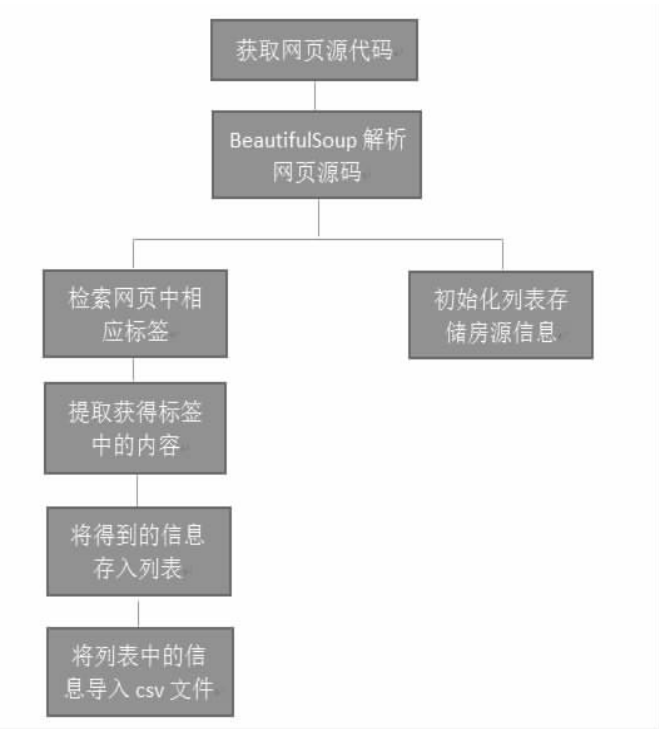 获取网页源代码
BeautifulSoup 解析
网页源码
检索网页中相
应标签
初始化列表存
储房源信息
提取获得标签
中的内容
将得到的信息
存入列表
将列表中的信
息导入 csv 文件